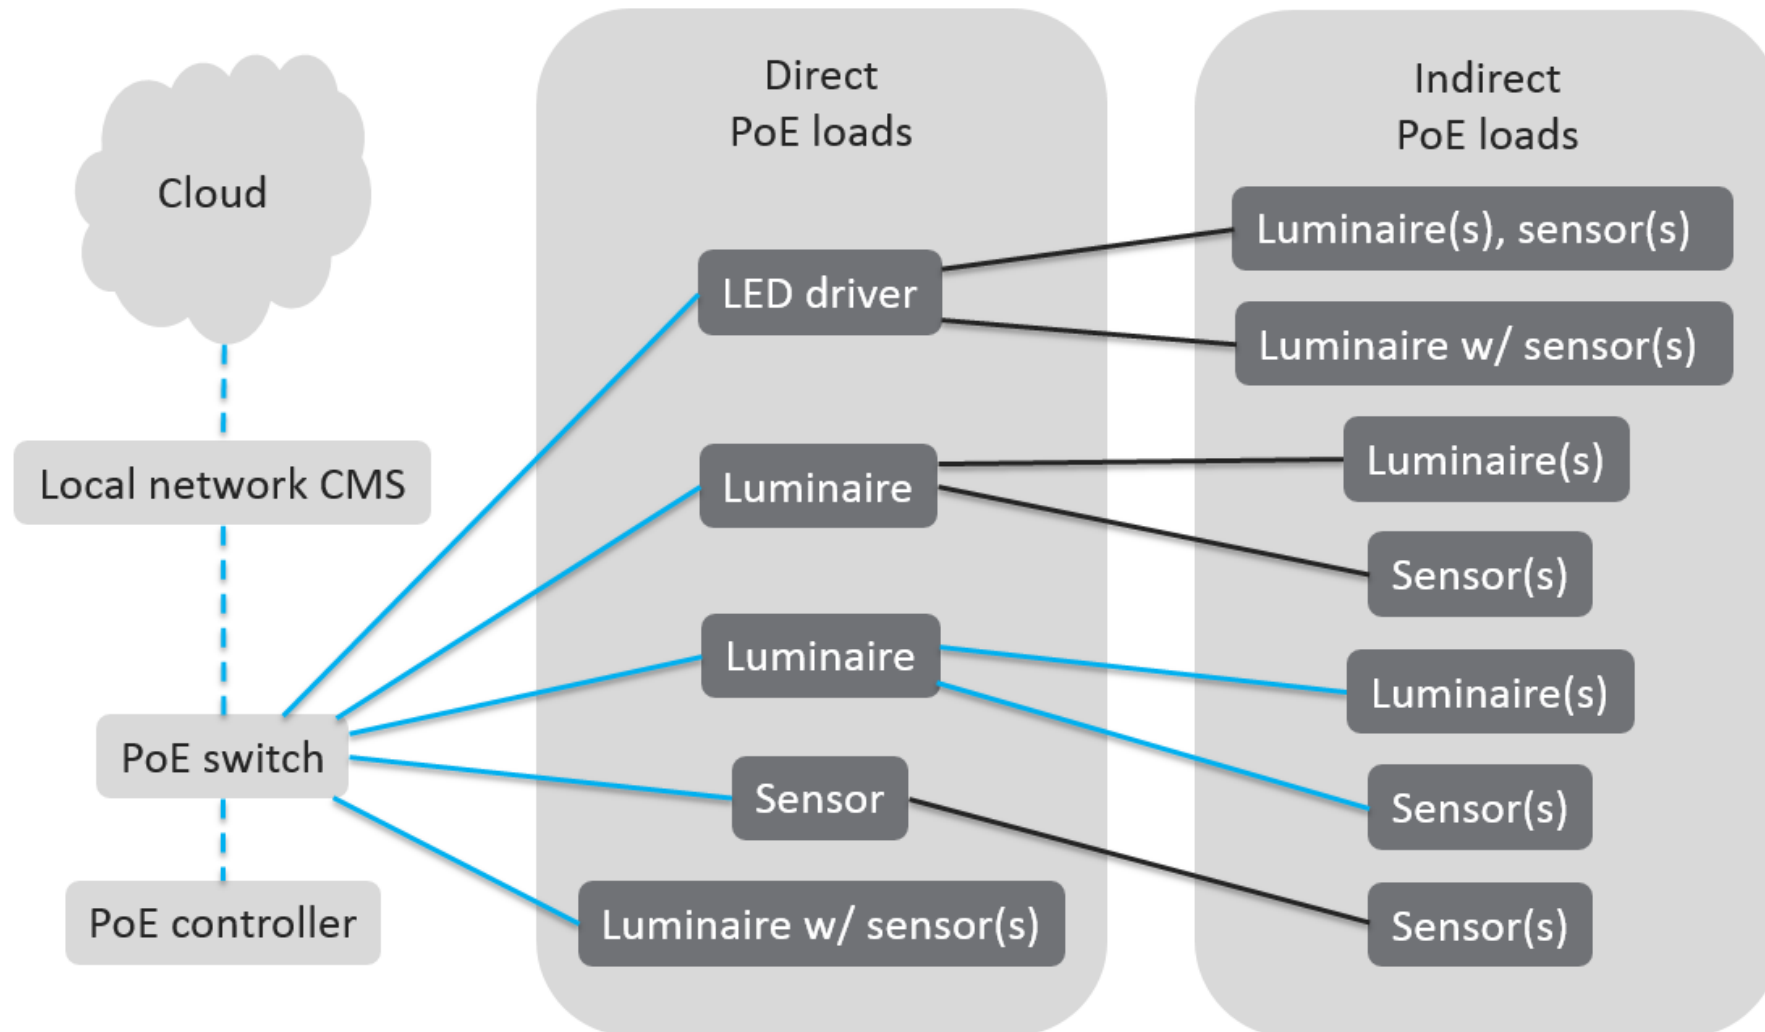 Cloud
Local network CMS
PoE switch
PoE controller
Direct
PoE loads
LED driver
Luminaire
Luminaire
Sensor
Luminaire w/ sensor(s)
Indirect
PoE loads
Luminaire(s), sensor(s)
Luminaire w/ sensor(s)
Luminaire(s)
Sensor(s)
Luminaire(s)
Sensor(s)
Sensor(s)